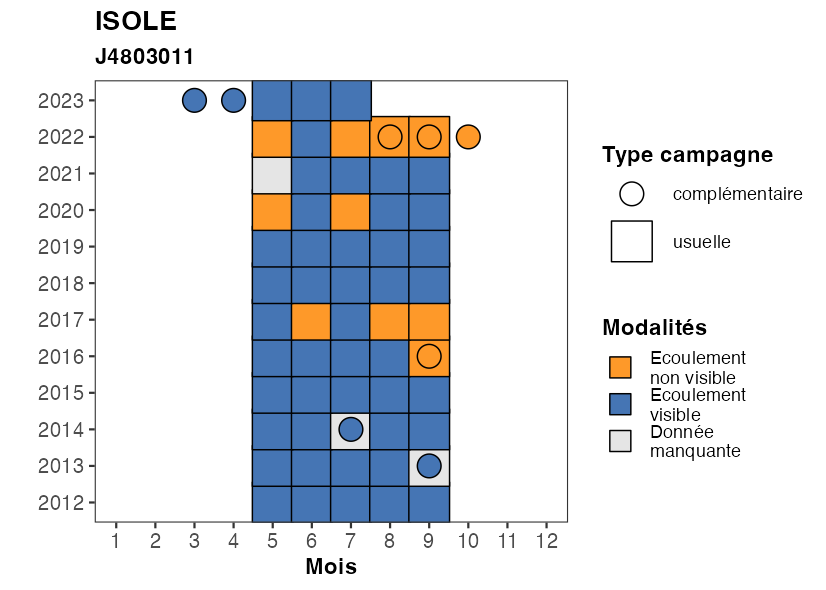 ISOLE
J4803011
2023
2022
2021
2020
2019
2018
2017
2016
2015
2014
2013
2012
1 2 3 4 5 6 7 8 9 10 11 12
Mois
Type campagne
complémentaire
usuelle
Modalités
Ecoulement
non visible
Ecoulement
visible
Donnée
manquante